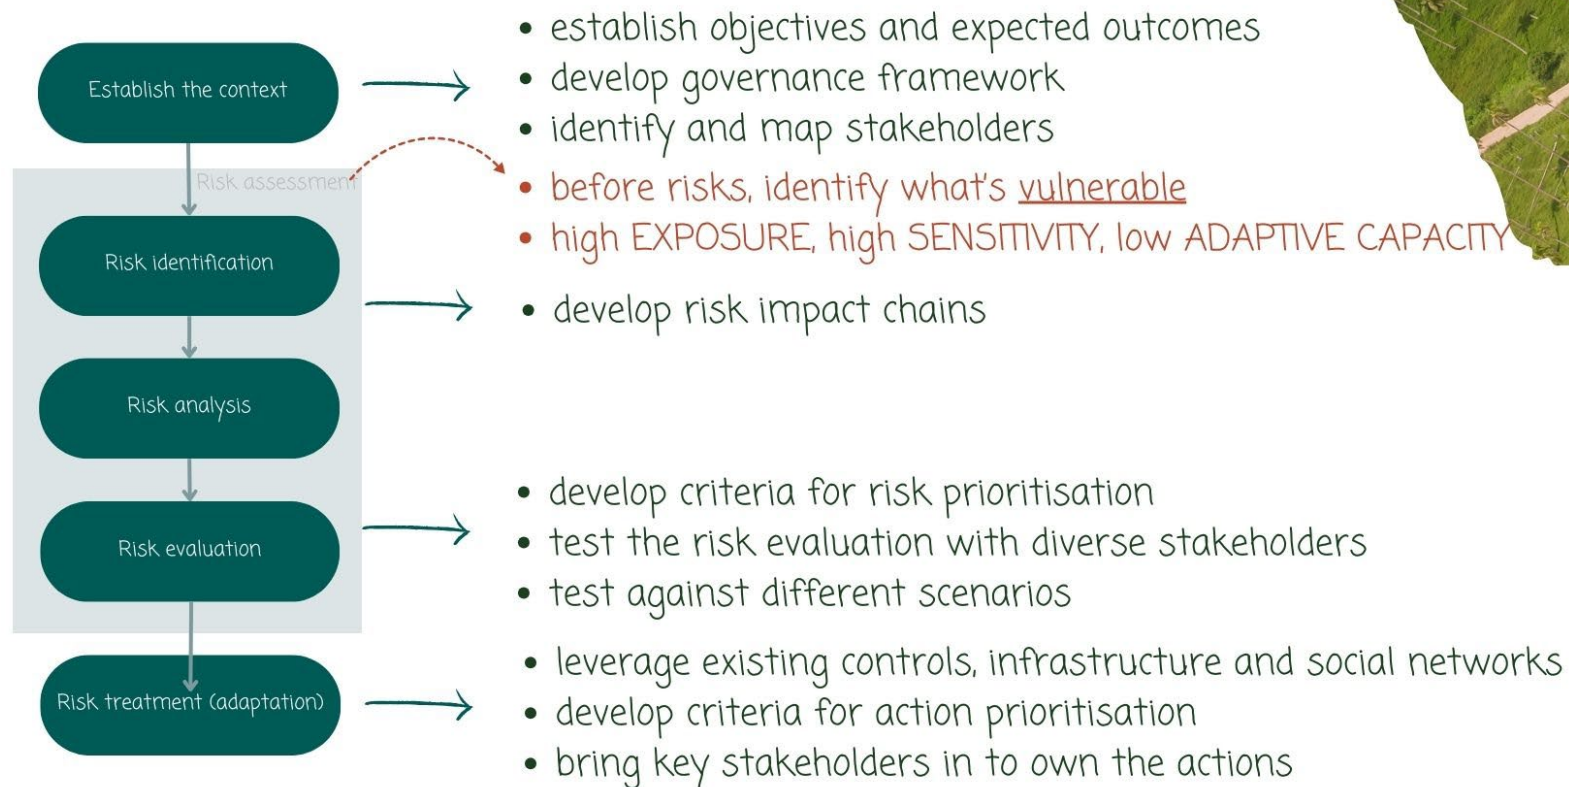 Establish the context
• establish objectives and expected outcomes
• develop governance framework
• identify and map stakeholders
Risk assessment
• before risks, identify what's vulnerable
• high EXPOSURE, high SENSITIVITY, low ADAPTIVE CAPACITY
Risk identification
• develop risk impact chains
Risk analysis
Risk evaluation
• develop criteria for risk prioritisation
• test the risk evaluation with diverse stakeholders
• test against different scenarios
Risk treatment (adaptation)
• leverage existing controls, infrastructure and social networks
• develop criteria for action prioritisation
• bring key stakeholders in to own the actions